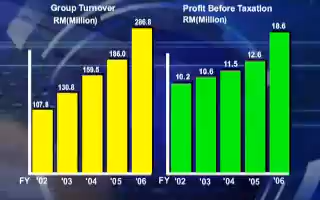 Group Turnover
RM(Million)
107.8
130.8
159.5
186.0
286.8
FY '02 '03 '04 '05 '06
Profit Before Taxation
RM(Million)
10.2
10.6
11.5
12.6
18.6
FY '02 '03 '04 '05 '06